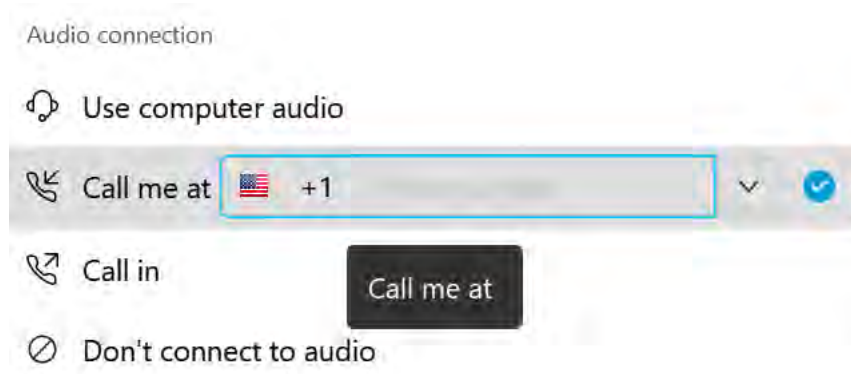 Audio connection
Use computer audio
Call me at +1
Call in
Call me at
Don't connect to audio